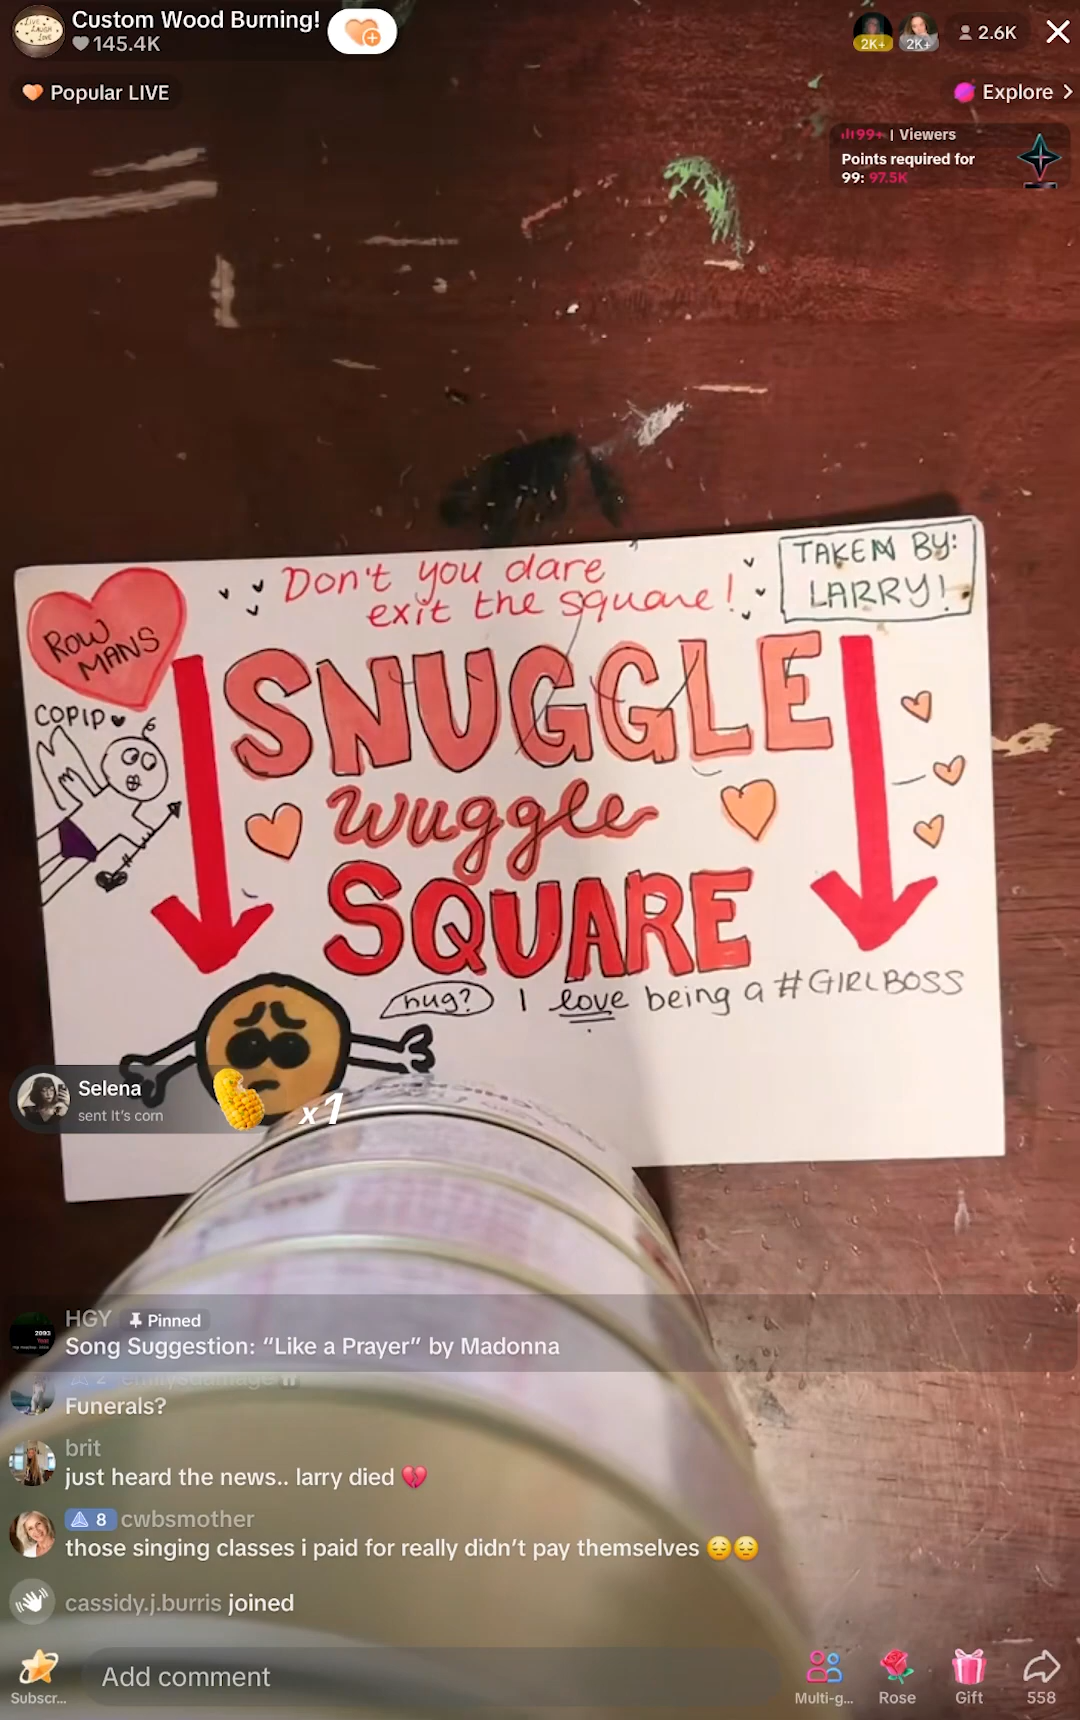 Custom Wood Burning!
145.4K
2K+
2K+
2.6K
Popular LIVE
Explore
99+ | Viewers
Points required for
99: 97.5K
Don't you dare
exit the square!
TAKEN BY:
LARRY!
ROW
MANS
COPID
SNUGGLE
wuggle
SQUARE
hug? I love being a #GIRLBOSS
Selena
sent It's corn
x1
HGY Pinned
Song Suggestion: “Like a Prayer” by Madonna
Funerals?
brit
just heard the news.. larry died 💔
8 cwbsmother
those singing classes i paid for really didn't pay themselves 😔😔
cassidy.j.burris joined
Add comment
Subscr...
Multi-g...
Rose
Gift
558